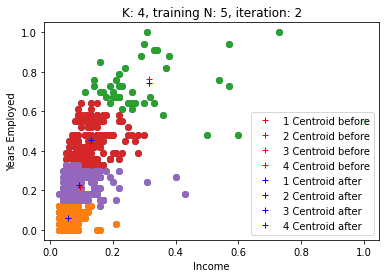 K: 4, training N: 5, iteration: 2
1.0
0.8
0.6
0.4
0.2
0.0
Years Employed
1 Centroid before
2 Centroid before
3 Centroid before
4 Centroid before
1 Centroid after
2 Centroid after
3 Centroid after
4 Centroid after
0.0 0.2 0.4 0.6 0.8 1.0
Income